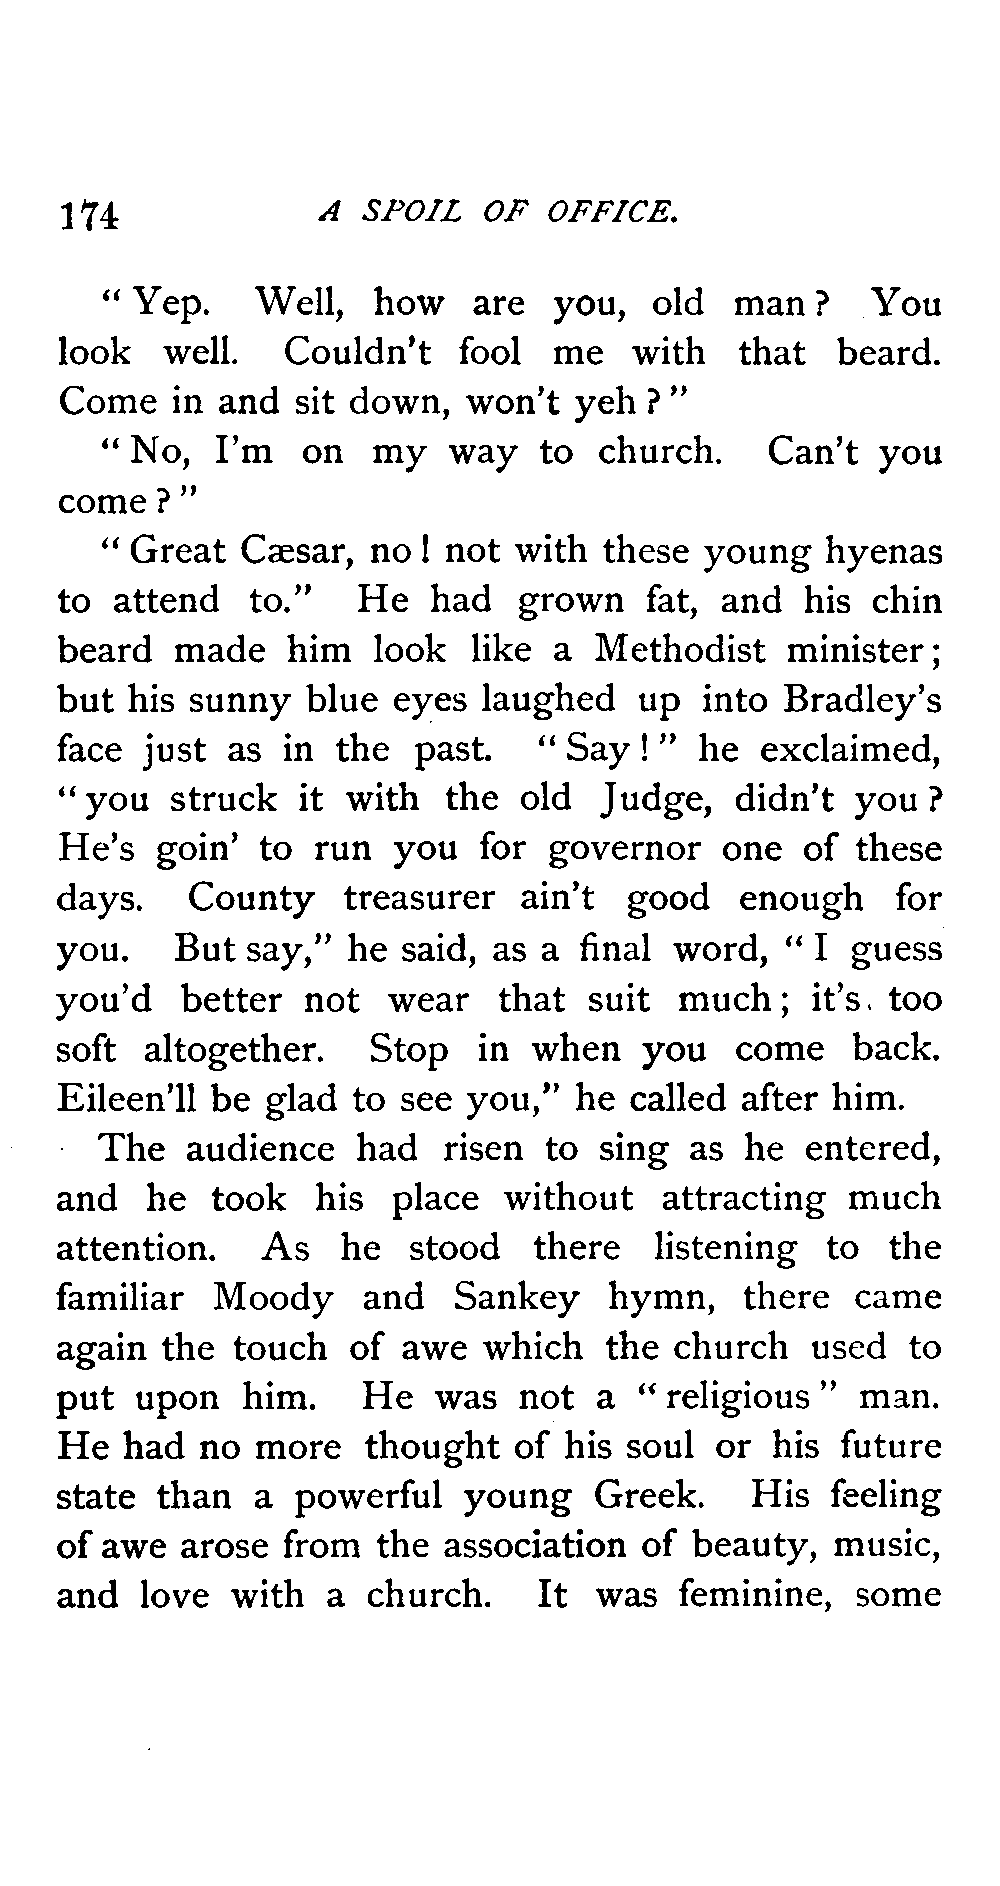 174 A SPOIL OF OFFICE.
“Yep. Well, how are you, old man? You
look well. Couldn't fool me with that beard.
Come in and sit down, won't yeh?”
“No, I'm on my way to church. Can't you
come?”
“Great Cæsar, no! not with these young hyenas
to attend to.” He had grown fat, and his chin
beard made him look like a Methodist minister;
but his sunny blue eyes laughed up into Bradley's
face just as in the past. “Say!” he exclaimed,
“you struck it with the old Judge, didn't you?
He's goin' to run you for governor one of these
days. County treasurer ain't good enough for
you. But say,” he said, as a final word, “I guess
you'd better not wear that suit much; it's too
soft altogether. Stop in when you come back.
Eileen'll be glad to see you,” he called after him.
The audience had risen to sing as he entered,
and he took his place without attracting much
attention. As he stood there listening to the
familiar Moody and Sankey hymn, there came
again the touch of awe which the church used to
put upon him. He was not a “religious” man.
He had no more thought of his soul or his future
state than a powerful young Greek. His feeling
of awe arose from the association of beauty, music,
and love with a church. It was feminine, some